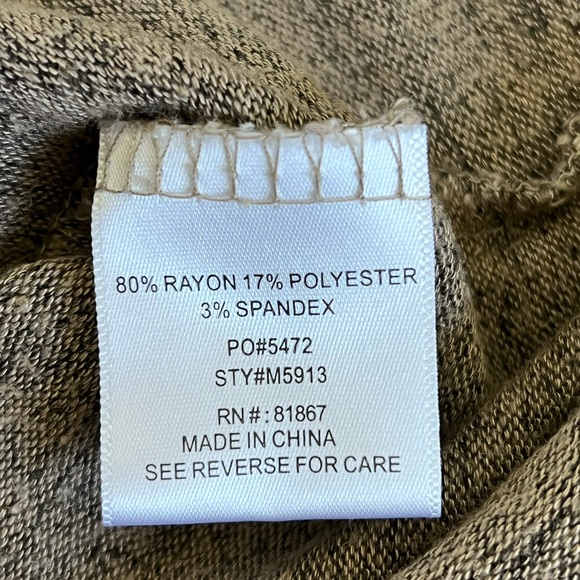 80% RAYON 17% POLYESTER
3% SPANDEX
PO#5472
STY#M5913
RN#: 81867
MADE IN CHINA
SEE REVERSE FOR CARE